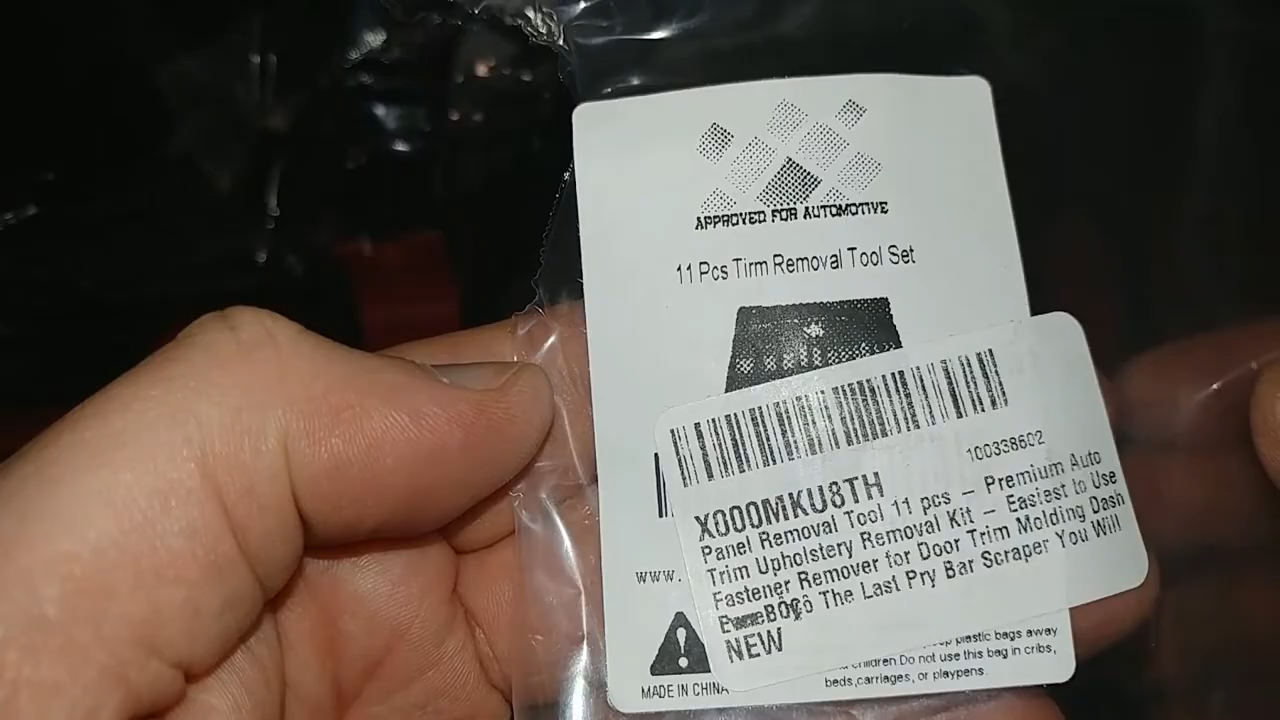 APPROVED FOR AUTOMOTIVE
11 Pcs Tirm Removal Tool Set
100338602
X000MKU8TH
Panel Removal Tool 11 pcs – Premium Auto
Trim Upholstery Removal Kit – Easiest to Use
Fastener Remover for Door Trim Molding Dash
The Last Pry Bar Scraper You Will
NEW
www.
plastic bags away
children.Do not use this bag in cribs,
beds,carriages, or playpens.
MADE IN CHINA